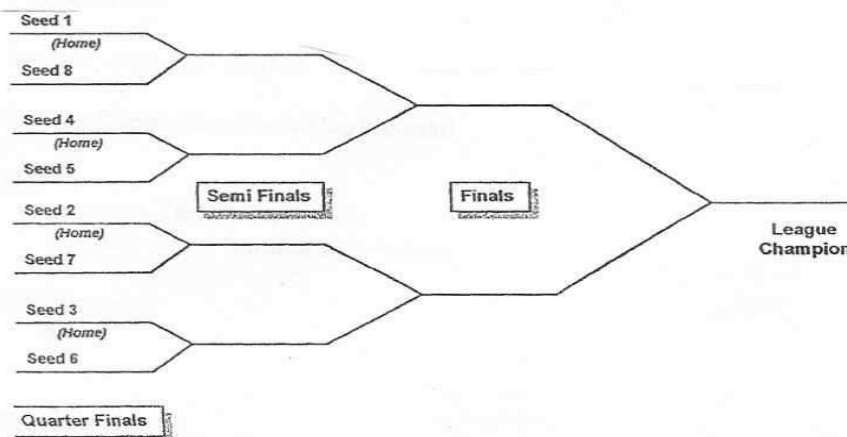 Seed 1
(Home)
Seed 8
Seed 4
(Home)
Seed 5
Semi Finals
Finals
Seed 2
(Home)
Seed 7
League
Champion
Seed 3
(Home)
Seed 6
Quarter Finals